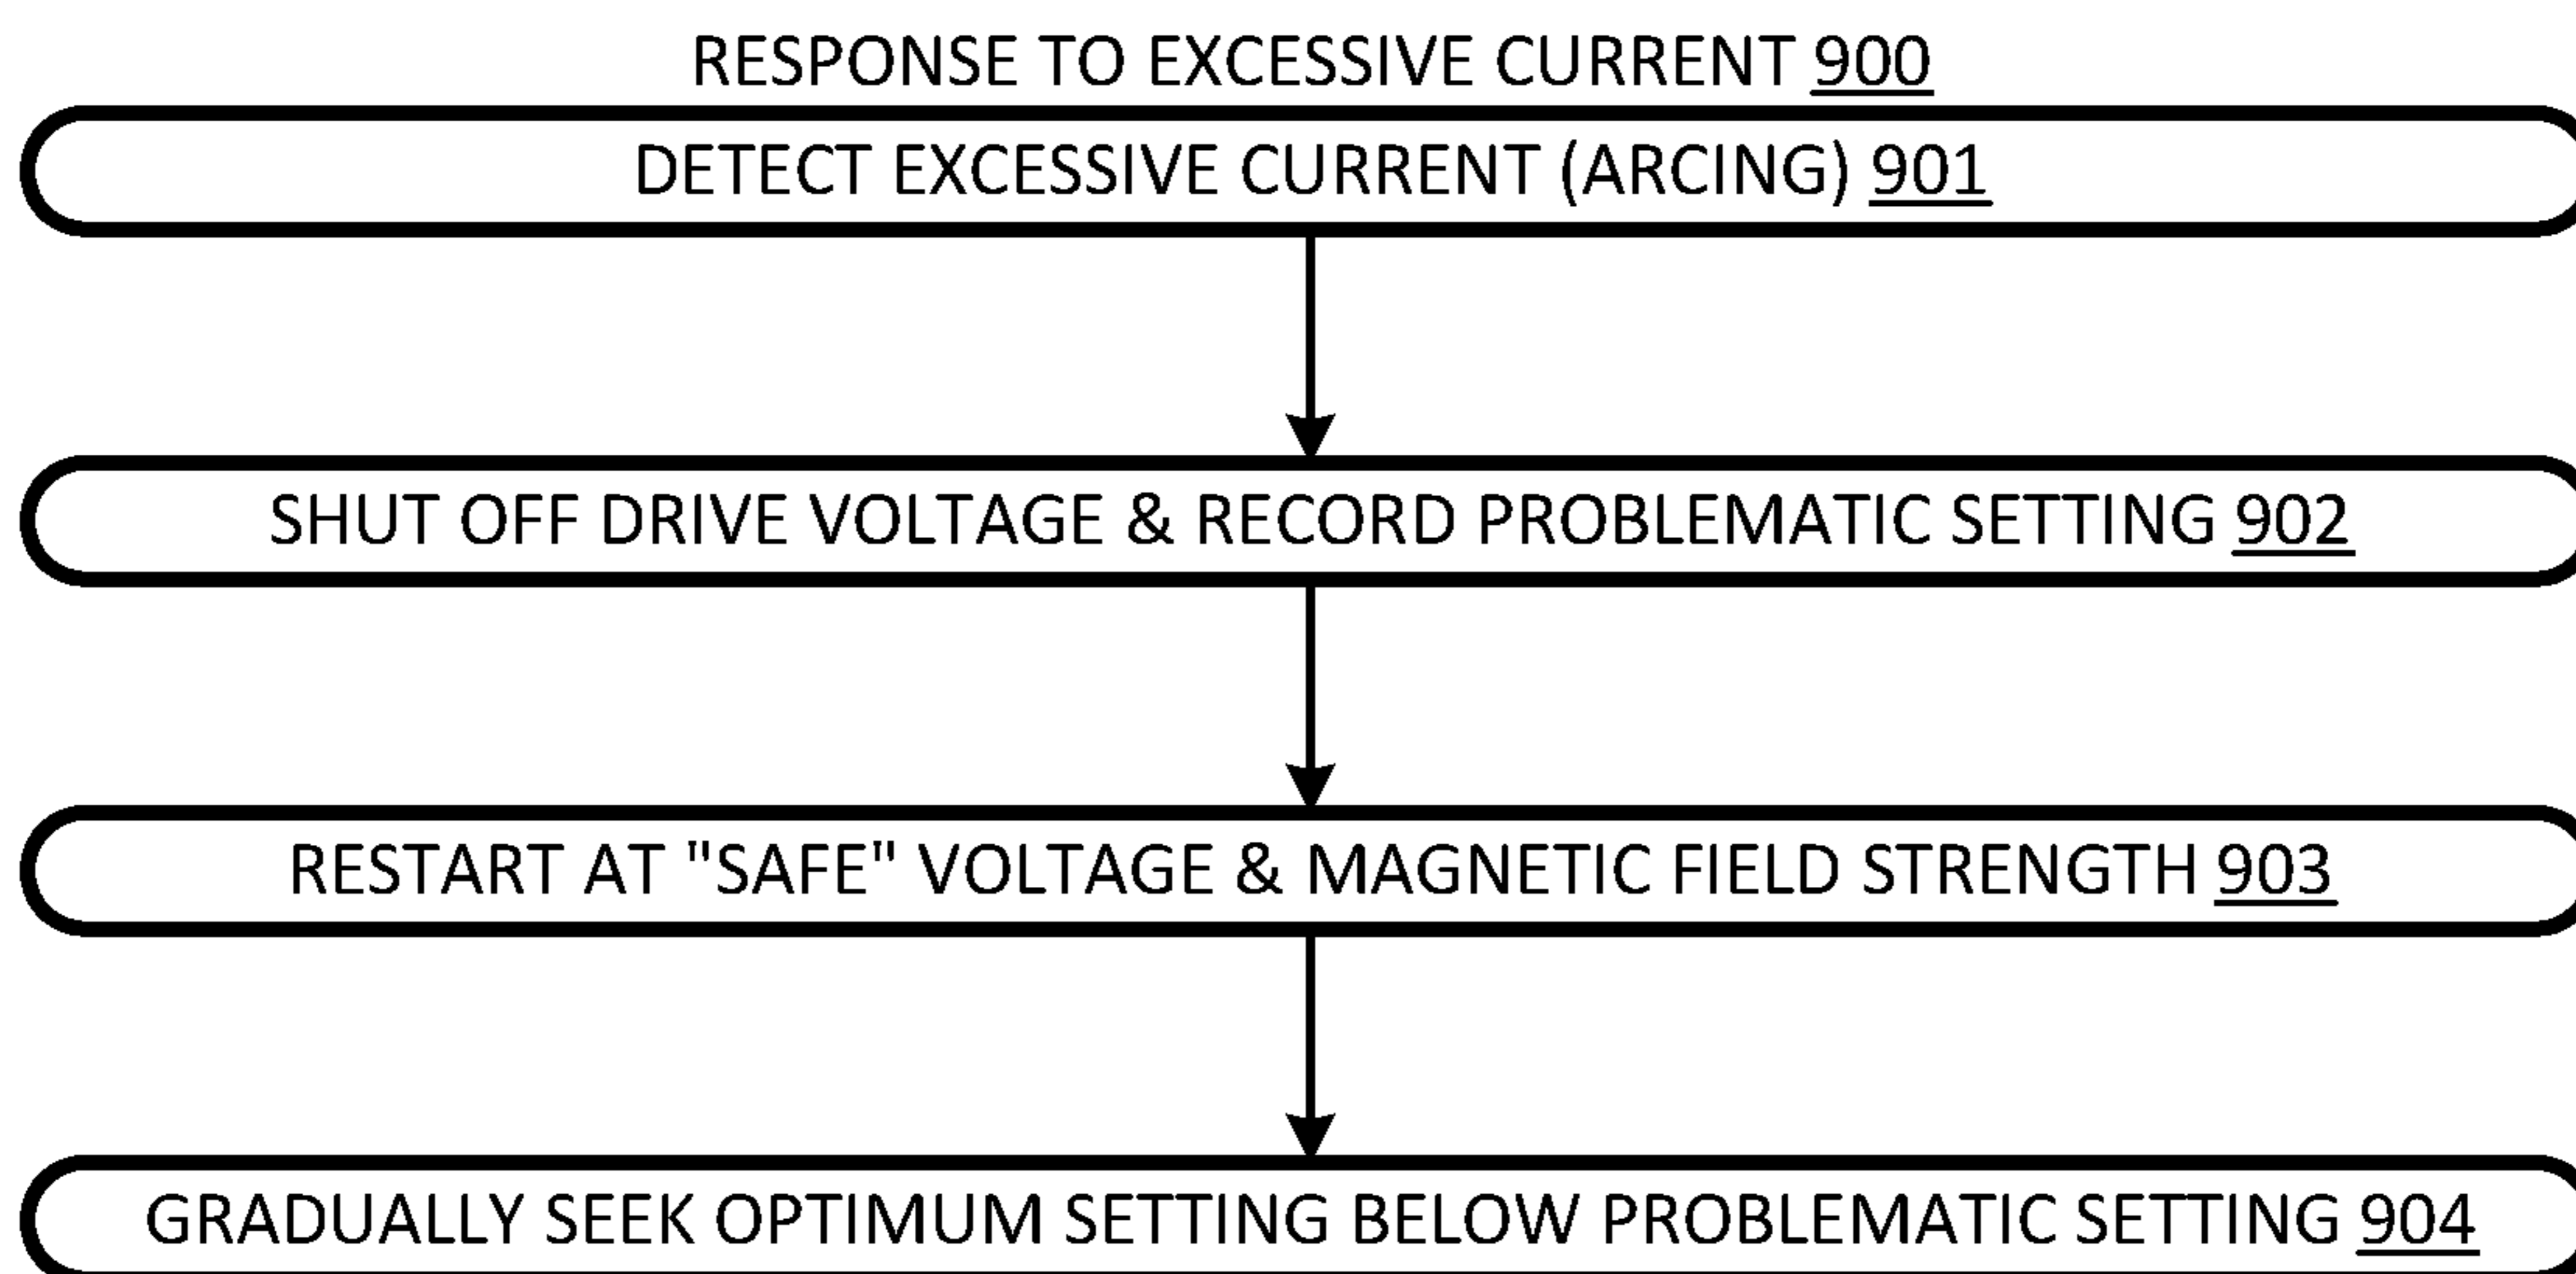 RESPONSE TO EXCESSIVE CURRENT 900
DETECT EXCESSIVE CURRENT (ARCING) 901
SHUT OFF DRIVE VOLTAGE & RECORD PROBLEMATIC SETTING 902
RESTART AT "SAFE" VOLTAGE & MAGNETIC FIELD STRENGTH 903
GRADUALLY SEEK OPTIMUM SETTING BELOW PROBLEMATIC SETTING 904